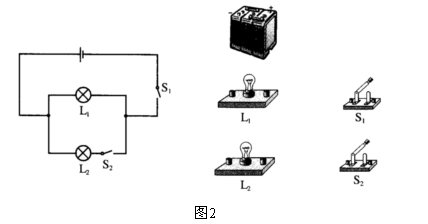 - +
S₁
L₁
L₂
S₂
L₁
S₁
L₂
S₂
图2